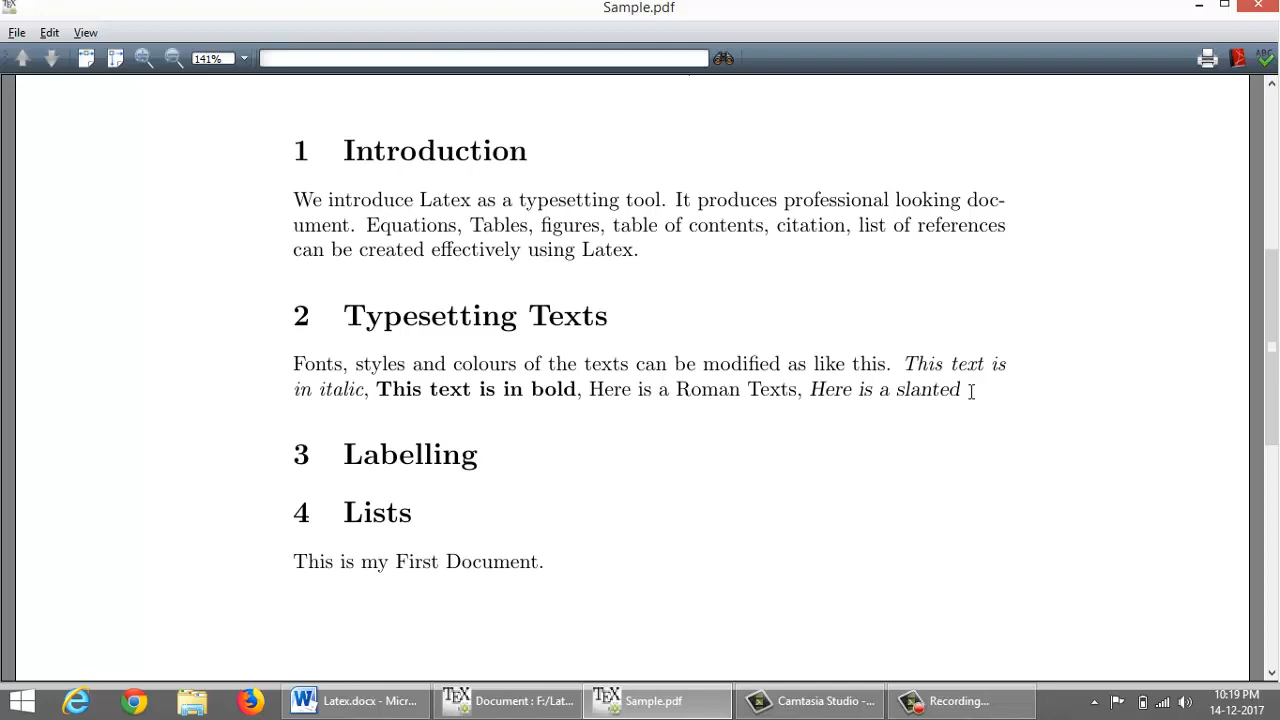 Sample.pdf
File Edit View
141%
1 Introduction
We introduce Latex as a typesetting tool. It produces professional looking doc-
ument. Equations, Tables, figures, table of contents, citation, list of references
can be created effectively using Latex.
2 Typesetting Texts
Fonts, styles and colours of the texts can be modified as like this. This text is
in italic, This text is in bold, Here is a Roman Texts, Here is a slanted
3 Labelling
4 Lists
This is my First Document.
Latex.docx - Micr... Document : F:/Lat... Sample.pdf Camtasia Studio -... Recording...
10:19 PM
14-12-2017
TEX
TEX
TEX
ABC